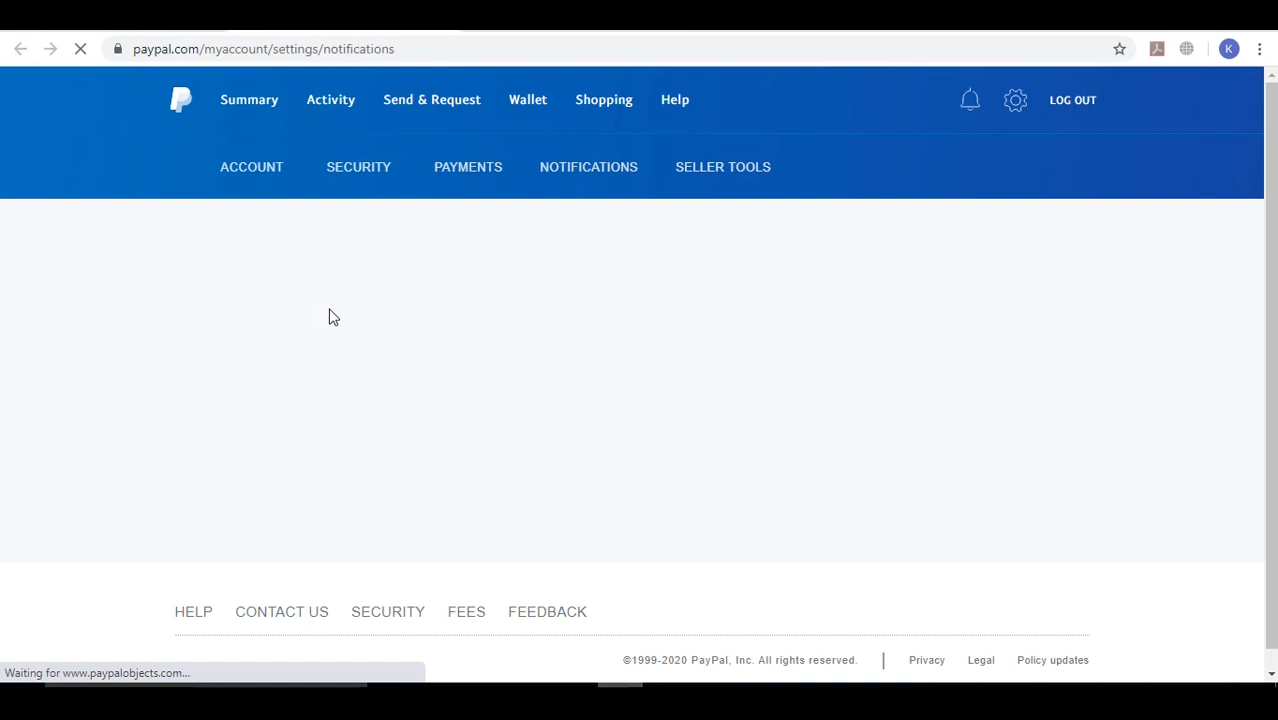 paypal.com/myaccount/settings/notifications
K
Summary Activity Send & Request Wallet Shopping Help LOG OUT
ACCOUNT SECURITY PAYMENTS NOTIFICATIONS SELLER TOOLS
HELP CONTACT US SECURITY FEES FEEDBACK
©1999-2020 PayPal, Inc. All rights reserved. | Privacy Legal Policy updates
Waiting for www.paypalobjects.com...